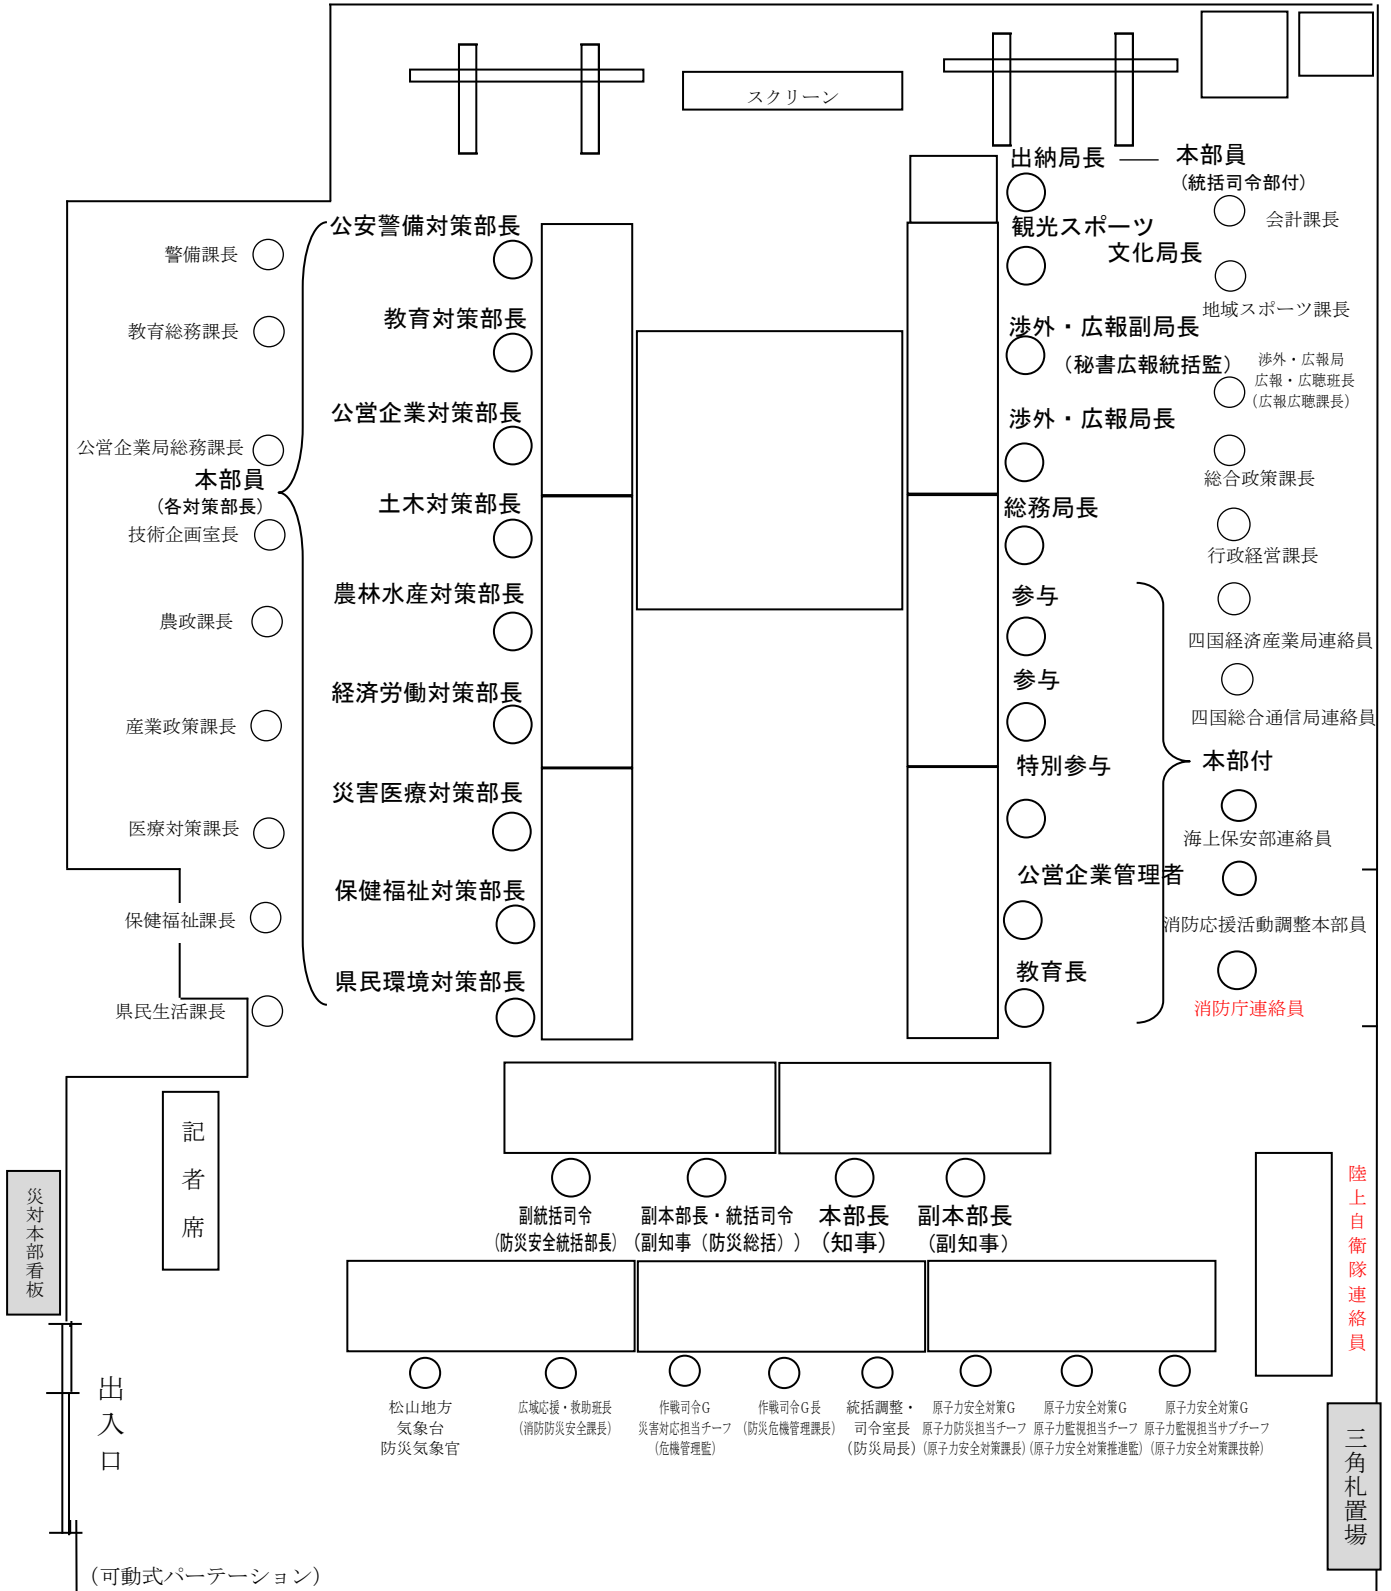 スクリーン
出納局長
本部員
(統括司令部付)
会計課長
観光スポーツ
文化局長
地域スポーツ課長
渉外・広報副局長
(秘書広報統括監)
渉外・広報局
広報・広聴班長
(広報広聴課長)
渉外・広報局長
総合政策課長
総務局長
行政経営課長
参与
四国経済産業局連絡員
参与
四国総合通信局連絡員
特別参与
本部付
海上保安部連絡員
公営企業管理者
消防応援活動調整本部員
教育長
消防庁連絡員
公安警備対策部長
警備課長
教育対策部長
教育総務課長
公営企業対策部長
公営企業局総務課長
本部員
(各対策部長)
土木対策部長
技術企画室長
農林水産対策部長
農政課長
経済労働対策部長
産業政策課長
災害医療対策部長
医療対策課長
保健福祉対策部長
保健福祉課長
県民環境対策部長
県民生活課長
記者席
災対本部看板
副統括司令
(防災安全統括部長)
副本部長・統括司令
(副知事(防災総括))
本部長
(知事)
副本部長
(副知事)
陸上自衛隊連絡員
松山地方
気象台
防災気象官
広域応援・救助班長
(消防防災安全課長)
作戦司令G
災害対応担当チーフ
(危機管理監)
作戦司令G長
(防災危機管理課長)
統括調整・
司令室長
(防災局長)
原子力安全対策G
原子力防災担当チーフ
(原子力安全対策課長)
原子力安全対策G
原子力監視担当チーフ
(原子力安全対策推進監)
原子力安全対策G
原子力監視担当サブチーフ
(原子力安全対策課技幹)
出入口
三角札置場
(可動式パーテーション)